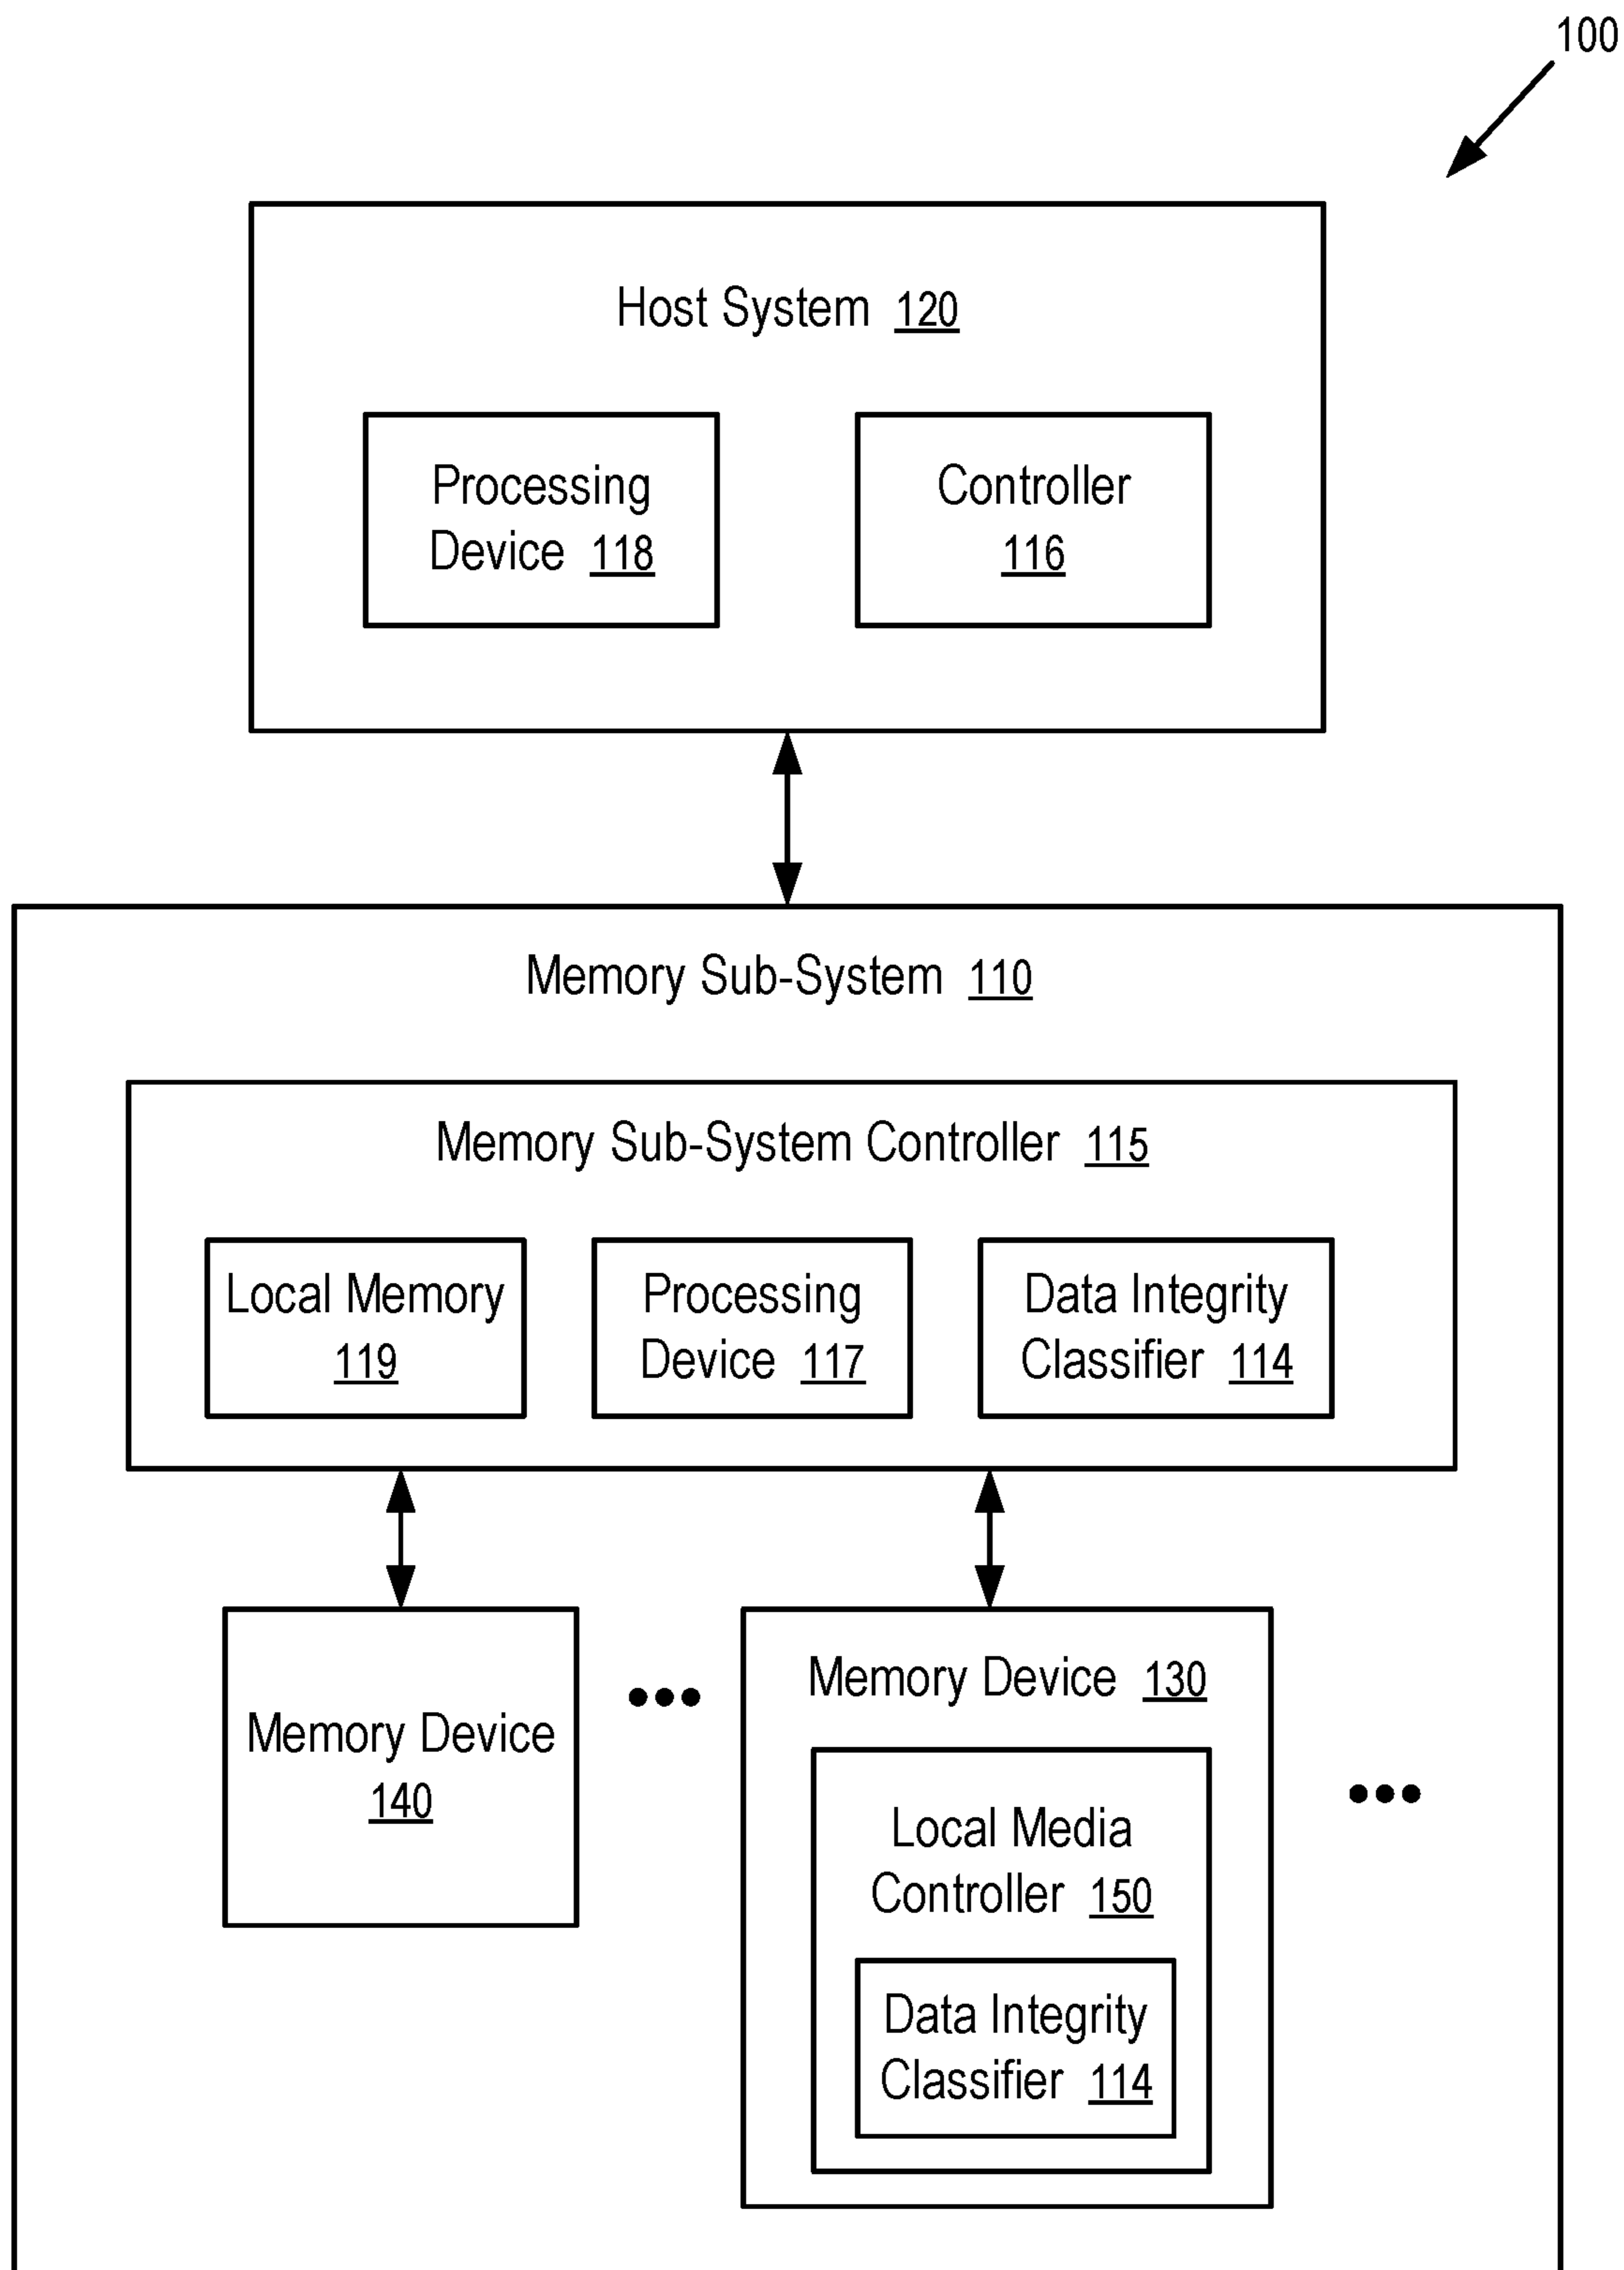 100
Host System 120
Processing
Device 118
Controller
116
Memory Sub-System 110
Memory Sub-System Controller 115
Local Memory
119
Processing
Device 117
Data Integrity
Classifier 114
Memory Device
140
Memory Device 130
Local Media
Controller 150
Data Integrity
Classifier 114